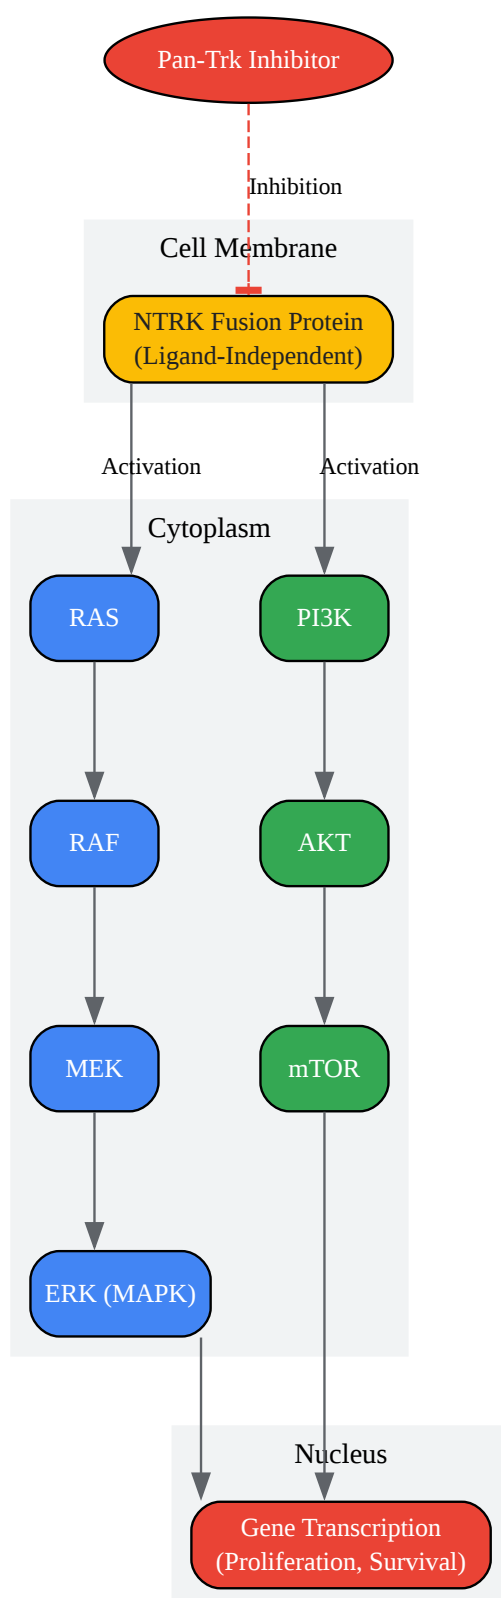 Pan-Trk Inhibitor
Inhibition
Cell Membrane
NTRK Fusion Protein
(Ligand-Independent)
Activation
Activation
Cytoplasm
RAS
PI3K
RAF
AKT
MEK
mTOR
ERK (MAPK)
Nucleus
Gene Transcription
(Proliferation, Survival)